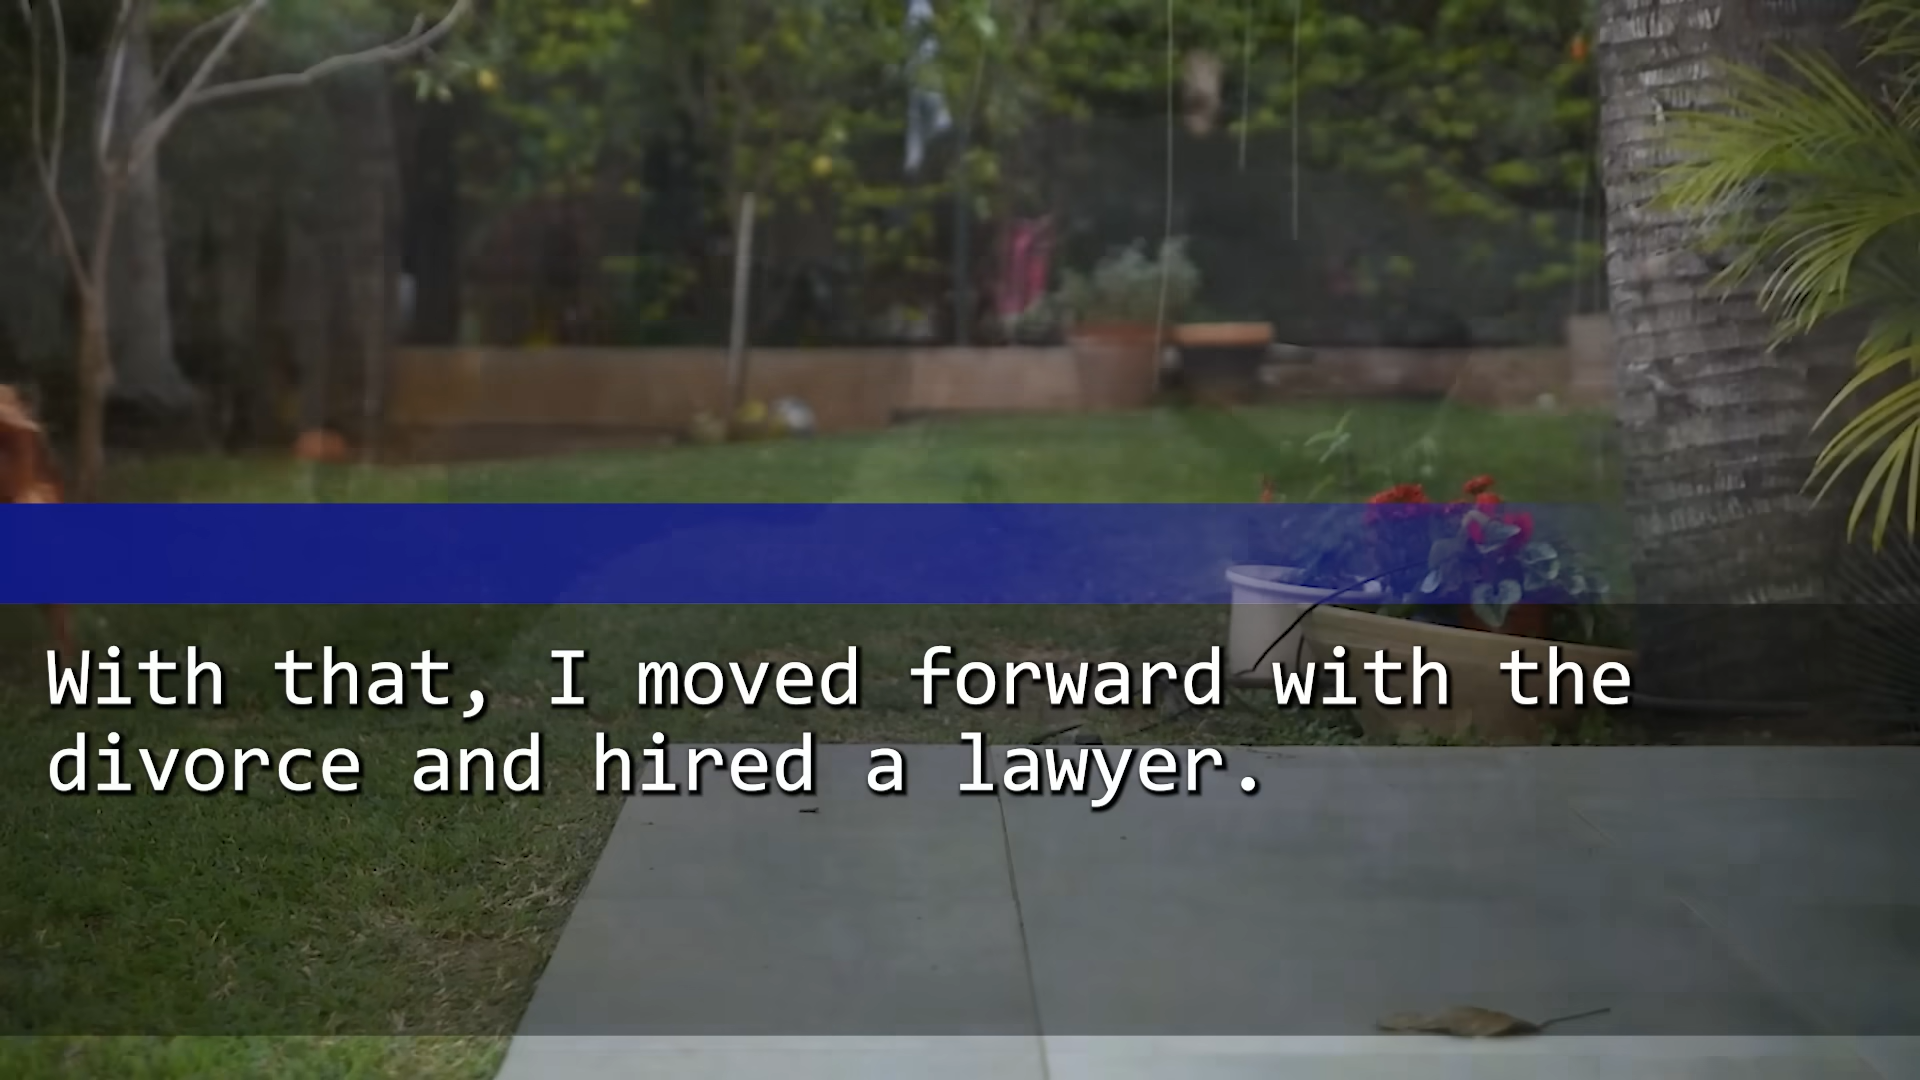 With that, I moved forward with the
divorce and hired a lawyer.